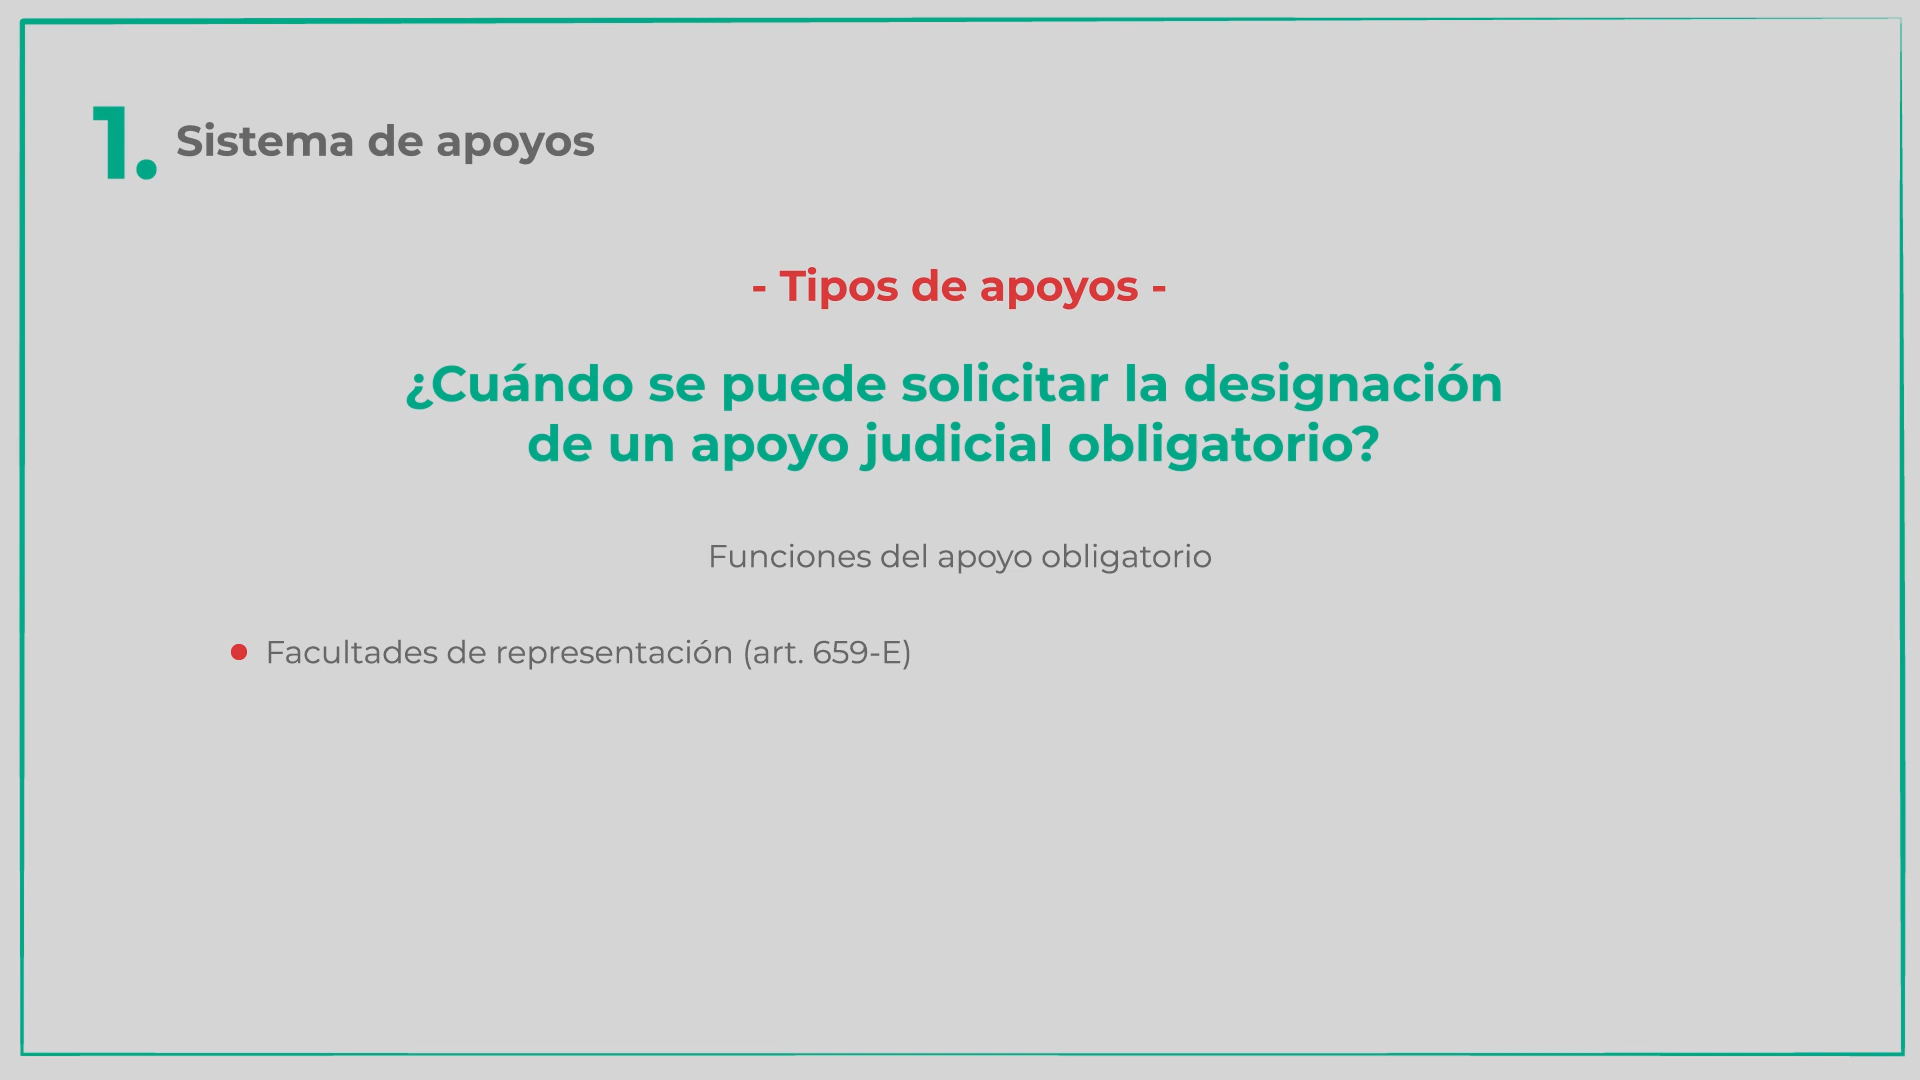 1. Sistema de apoyos
- Tipos de apoyos -
¿Cuándo se puede solicitar la designación
de un apoyo judicial obligatorio?
Funciones del apoyo obligatorio
● Facultades de representación (art. 659-E)